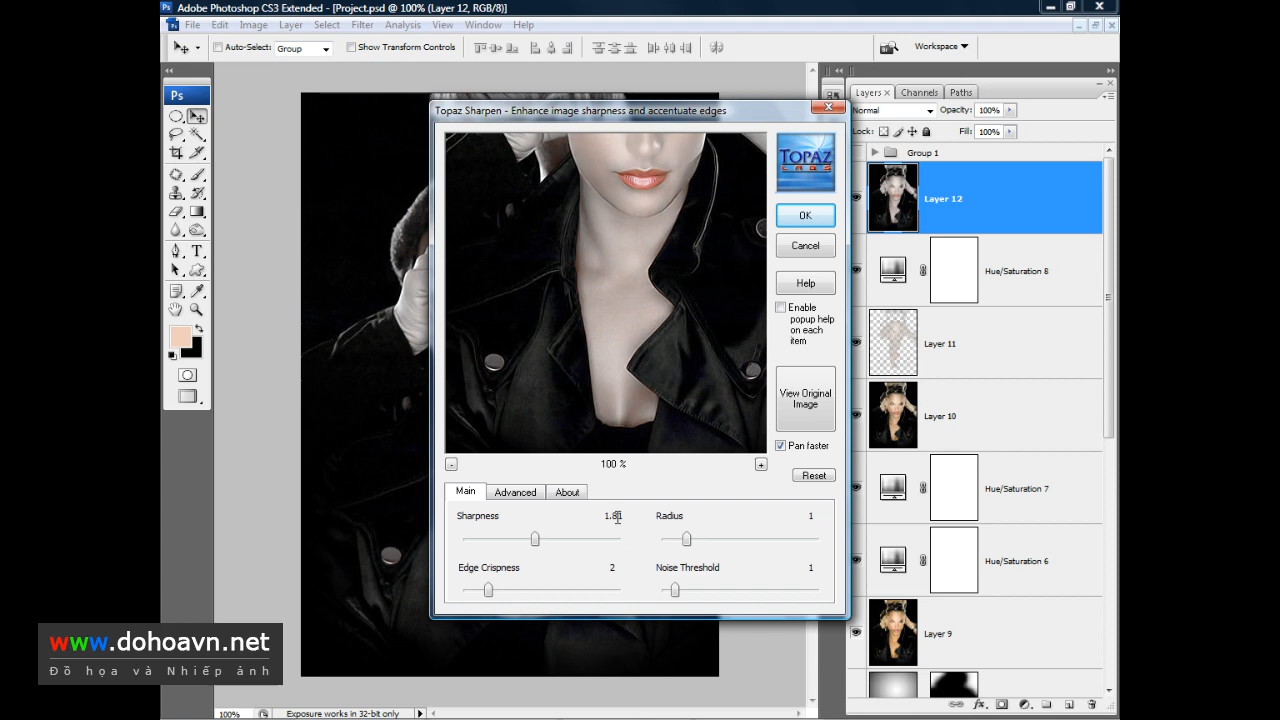 Adobe Photoshop CS3 Extended - [Project.psd @ 100% (Layer 12, RGB/8)]
File Edit Image Layer Select Filter Analysis View Window Help
Auto-Select: Group Show Transform Controls Workspace
Ps
Layers Channels Paths
Normal Opacity: 100%
Lock: Fill: 100%
Group 1
Layer 12
Hue/Saturation 8
Layer 11
Layer 10
Hue/Saturation 7
Hue/Saturation 6
Layer 9
Topaz Sharpen - Enhance image sharpness and accentuate edges
TOPAZ
LABS
OK
Cancel
Help
Enable
popup help
on each
item
View Original
Image
Pan faster
Reset
- 100 % +
Main Advanced About
Sharpness Radius 1
Edge Crispness 2 Noise Threshold 1
www.dohoavn.net
Đồ họa và Nhiếp ảnh
100% Exposure works in 32-bit only